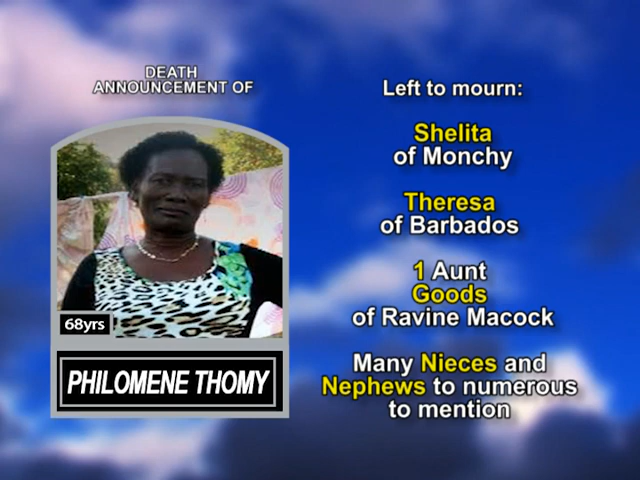 DEATH
ANNOUNCEMENT OF
68yrs
PHILOMENE THOMY
Left to mourn:
Shelita
of Monchy
Theresa
of Barbados
1 Aunt
Goods
of Ravine Macock
Many Nieces and
Nephews to numerous
to mention